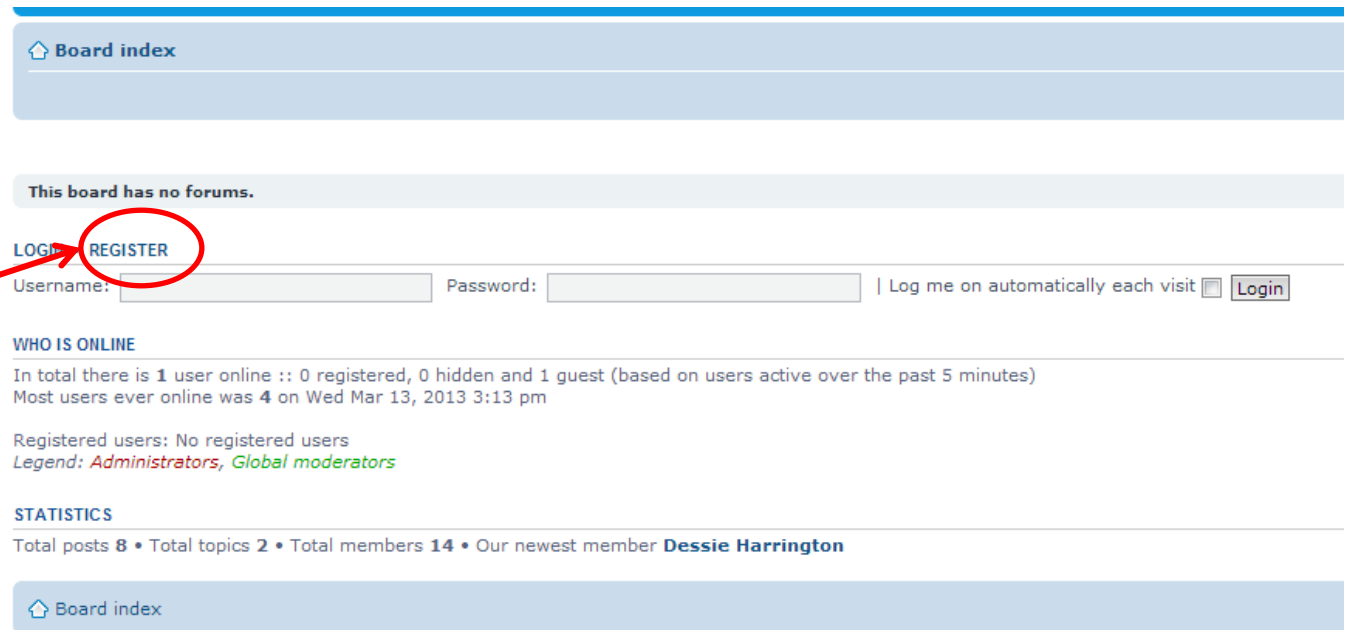 Board index
This board has no forums.
LOGIN REGISTER
Username: Password: | Log me on automatically each visit Login
WHO IS ONLINE
In total there is 1 user online :: 0 registered, 0 hidden and 1 guest (based on users active over the past 5 minutes)
Most users ever online was 4 on Wed Mar 13, 2013 3:13 pm
Registered users: No registered users
Legend: Administrators, Global moderators
STATISTICS
Total posts 8 • Total topics 2 • Total members 14 • Our newest member Dessie Harrington
Board index